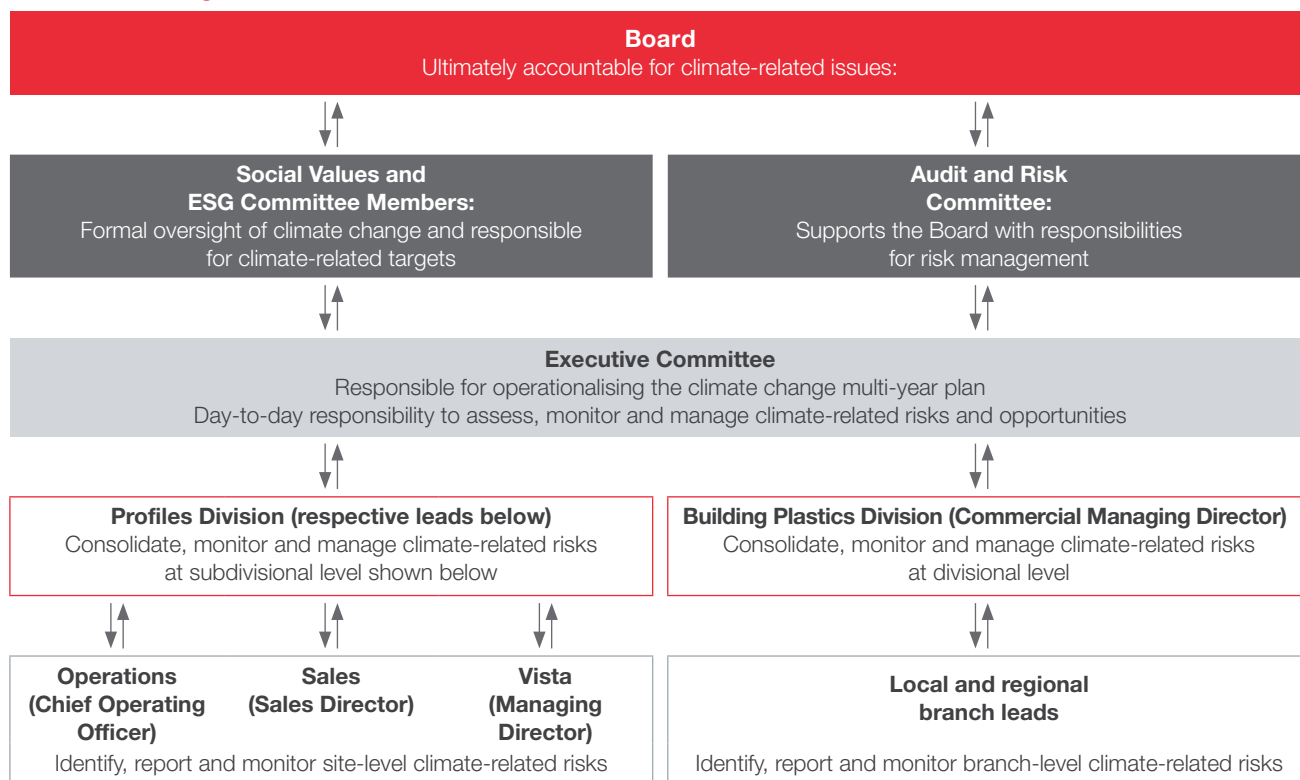 Board
Ultimately accountable for climate-related issues:
Social Values and
ESG Committee Members:
Formal oversight of climate change and responsible
for climate-related targets
Audit and Risk
Committee:
Supports the Board with responsibilities
for risk management
Executive Committee
Responsible for operationalising the climate change multi-year plan
Day-to-day responsibility to assess, monitor and manage climate-related risks and opportunities
Profiles Division (respective leads below)
Consolidate, monitor and manage climate-related risks
at subdivisional level shown below
Building Plastics Division (Commercial Managing Director)
Consolidate, monitor and manage climate-related risks
at divisional level
Operations
(Chief Operating
Officer)
Sales
(Sales Director)
Vista
(Managing
Director)
Identify, report and monitor site-level climate-related risks
Local and regional
branch leads
Identify, report and monitor branch-level climate-related risks